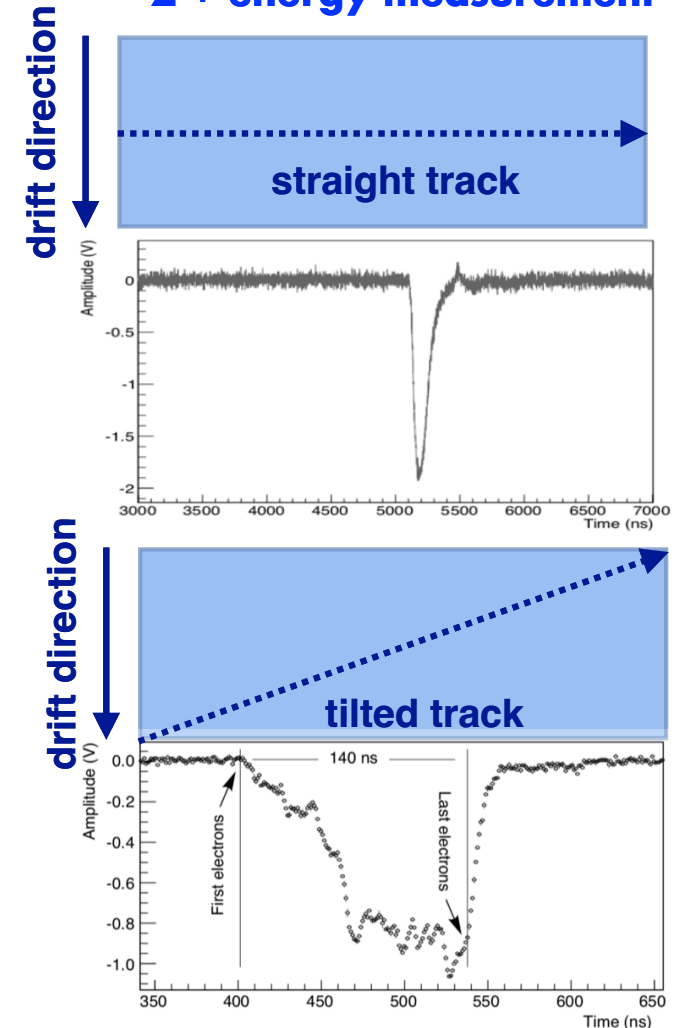 energy measurement
drift direction
straight track
Amplitude (V)
0
-0.5
-1
-1.5
-2
3000 3500 4000 4500 5000 5500 6000 6500 7000
Time (ns)
drift direction
tilted track
Amplitude (V)
0.0
-0.2
-0.4
-0.6
-0.8
-1.0
140 ns
First electrons
Last electrons
350 400 450 500 550 600 650
Time (ns)